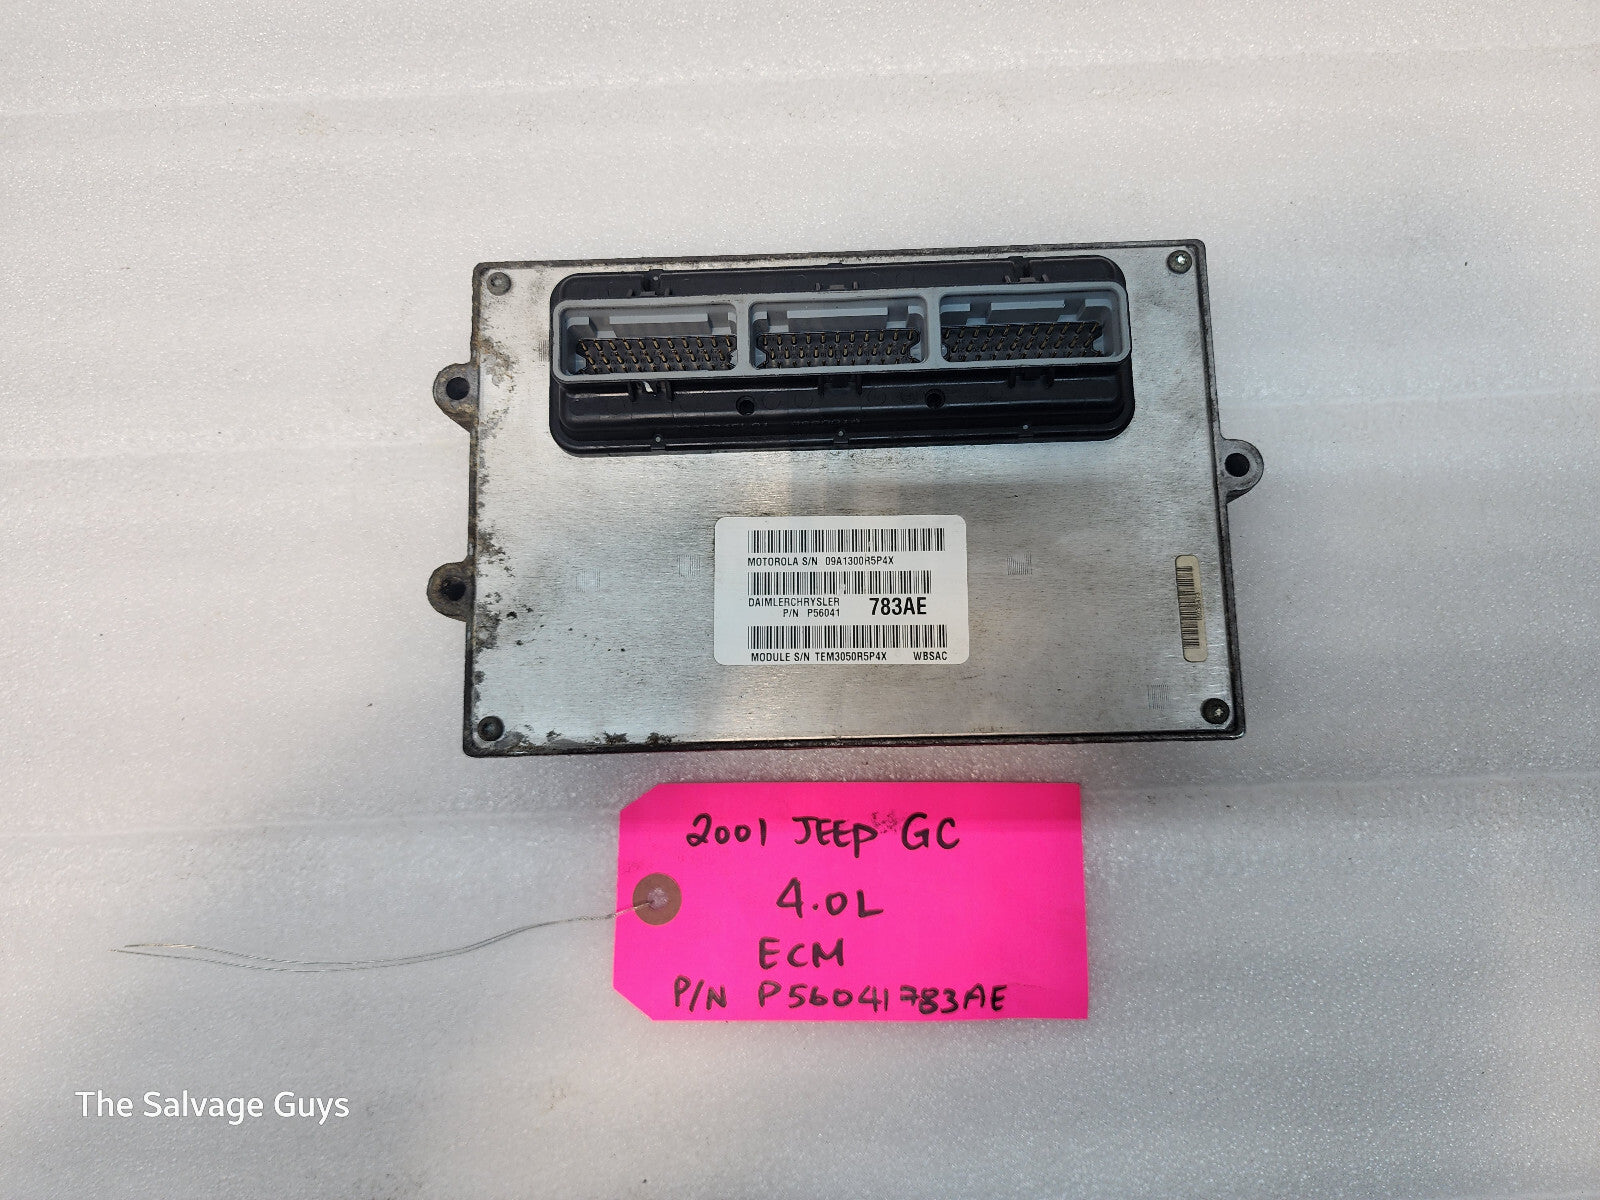 MOTOROLA S/N 09A1300R5P4X
DAIMLERCHRYSLER
P/N P56041 783AE
MODULE S/N TEM3050R5P4X WBSAC
2001 JEEP GC
4.0L
ECM
P/N P56041783AE
The Salvage Guys